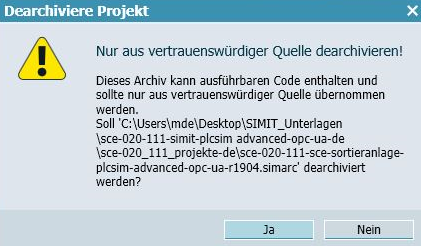 Dearchiviere Projekt
Nur aus vertrauenswürdiger Quelle dearchivieren!
Dieses Archiv kann ausführbaren Code enthalten und
sollte nur aus vertrauenswürdiger Quelle übernommen
werden.
Soll 'C:\Users\mde\Desktop\SIMIT_Unterlagen
\sce-020-111-simit-plcsim advanced-opc-ua-de
\sce-020_111_projekte-de\sce-020-111-sce-sortieranlage-
plcsim-advanced-opc-ua-r1904.simarc' dearchiviert
werden?
Ja
Nein